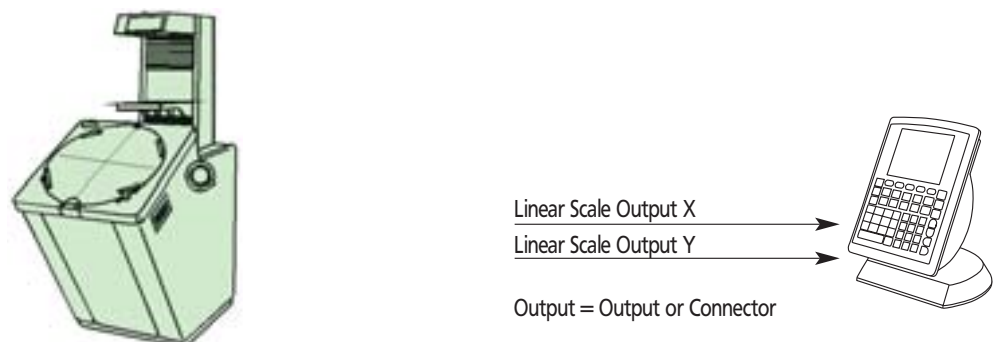 Linear Scale Output X
Linear Scale Output Y
Output = Output or Connector